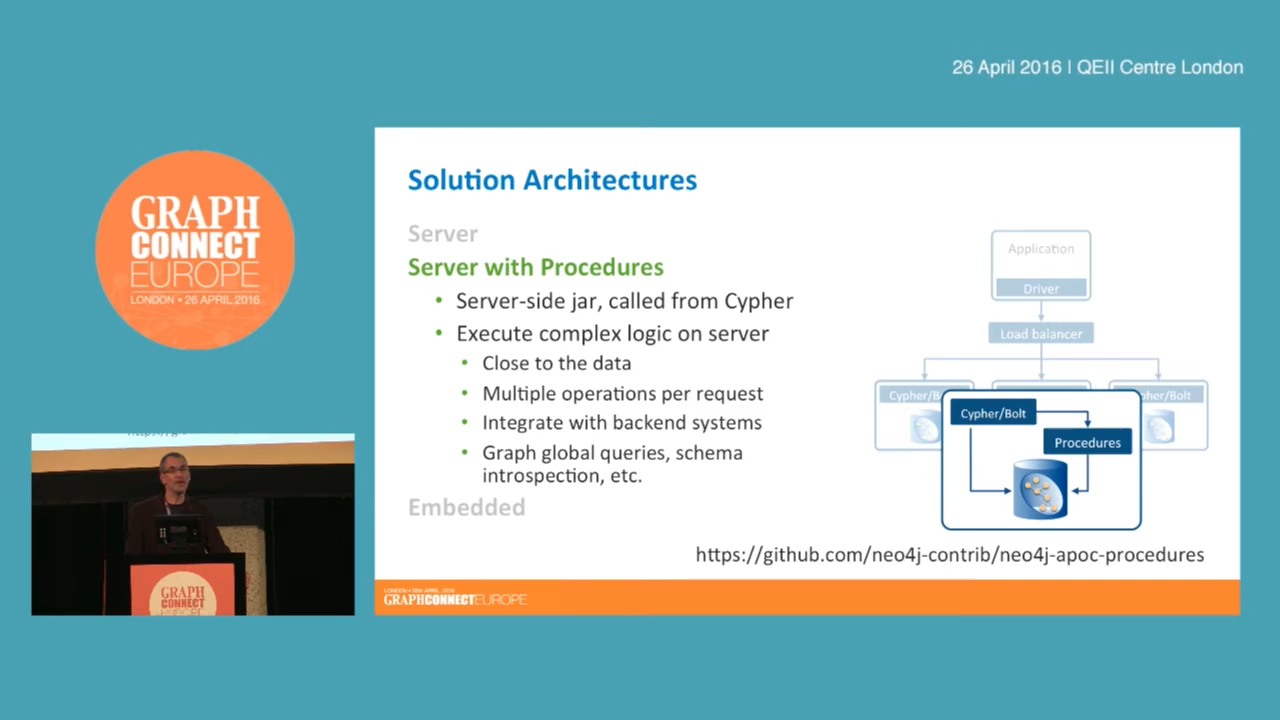 26 April 2016 | QEII Centre London
GRAPH
CONNECT
EUROPE
LONDON • 26 APRIL 2016
Solution Architectures
Server
Server with Procedures
• Server-side jar, called from Cypher
• Execute complex logic on server
• Close to the data
• Multiple operations per request
• Integrate with backend systems
• Graph global queries, schema
introspection, etc.
Embedded
Application
Driver
Load balancer
Cypher/B
pher/Bolt
Cypher/Bolt
Procedures
https://github.com/neo4j-contrib/neo4j-apoc-procedures
GRAPHCONNECTEUROPE
GRAPH
CONNECT